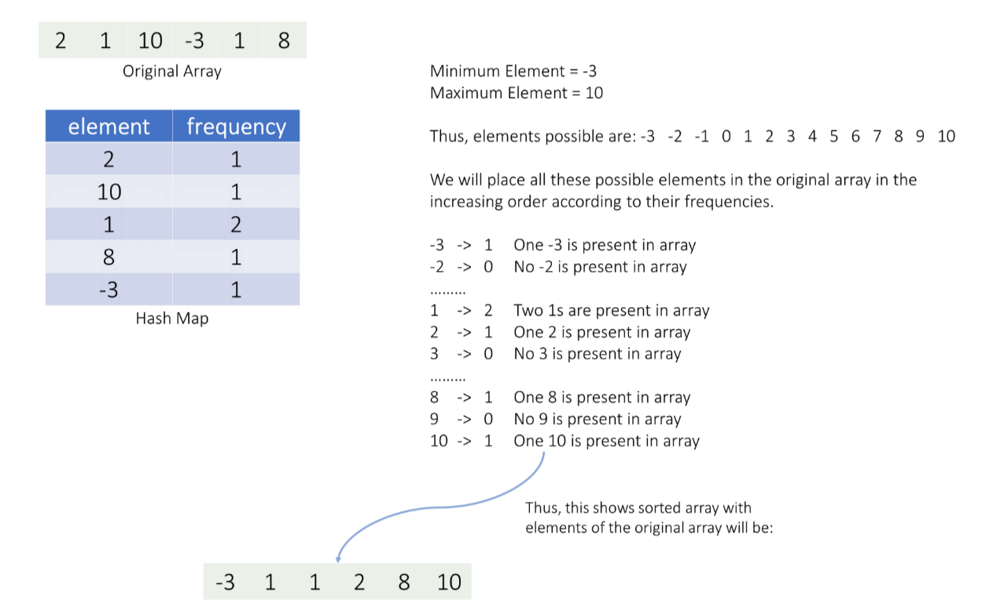 2 1 10 -3 1 8
Original Array
element frequency
2 1
10 1
1 2
8 1
-3 1
Hash Map
Minimum Element = -3
Maximum Element = 10
Thus, elements possible are: -3 -2 -1 0 1 2 3 4 5 6 7 8 9 10
We will place all these possible elements in the original array in the
increasing order according to their frequencies.
-3 -> 1 One -3 is present in array
-2 -> 0 No -2 is present in array
.........
1 -> 2 Two 1s are present in array
2 -> 1 One 2 is present in array
3 -> 0 No 3 is present in array
.........
8 -> 1 One 8 is present in array
9 -> 0 No 9 is present in array
10 -> 1 One 10 is present in array
Thus, this shows sorted array with
elements of the original array will be:
-3 1 1 2 8 10